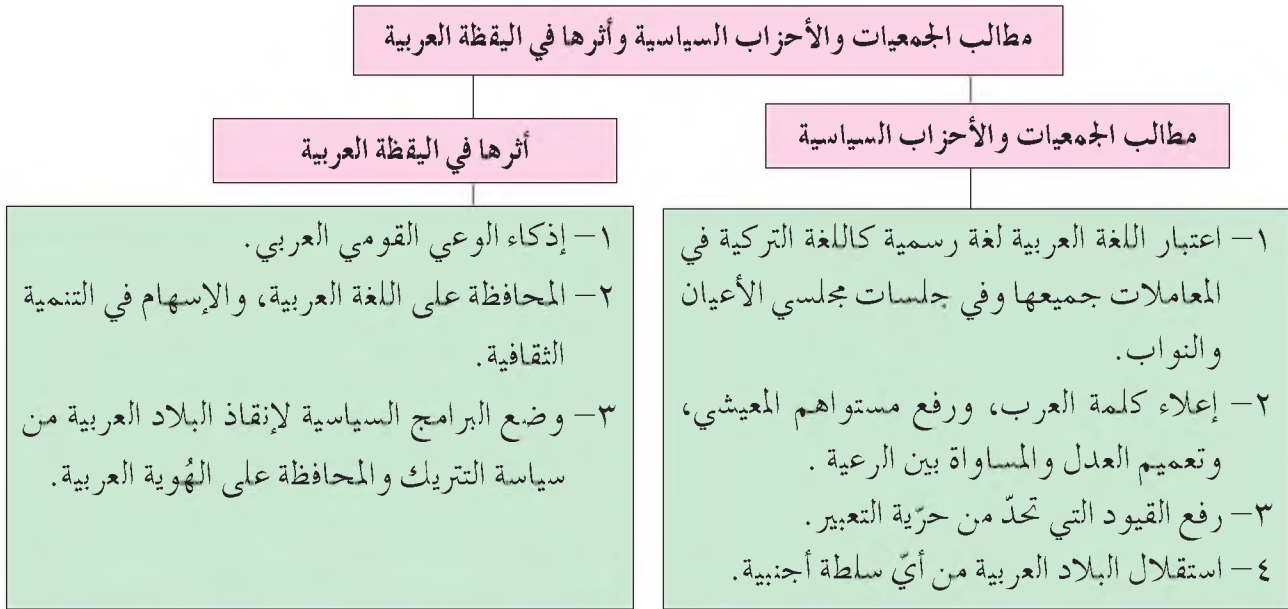 مطالب الجمعيات والأحزاب السياسية وأثرها في اليقظة العربية
مطالب الجمعيات والأحزاب السياسية
١– اعتبار اللغة العربية لغة رسمية كاللغة التركية في
المعاملات جميعها وفي جلسات مجلسي الأعيان
والنواب.
٢– إعلاء كلمة العرب، ورفع مستواهم المعيشي،
وتعميم العدل والمساواة بين الرعية .
٣– رفع القيود التي تحدّ من حرّية التعبير.
٤– استقلال البلاد العربية من أيّ سلطة أجنبية.
أثرها في اليقظة العربية
١– إذكاء الوعي القومي العربي.
٢– المحافظة على اللغة العربية، والإسهام في التنمية
الثقافية.
٣– وضع البرامج السياسية لإنقاذ البلاد العربية من
سياسة التتريك والمحافظة على الهُوية العربية.